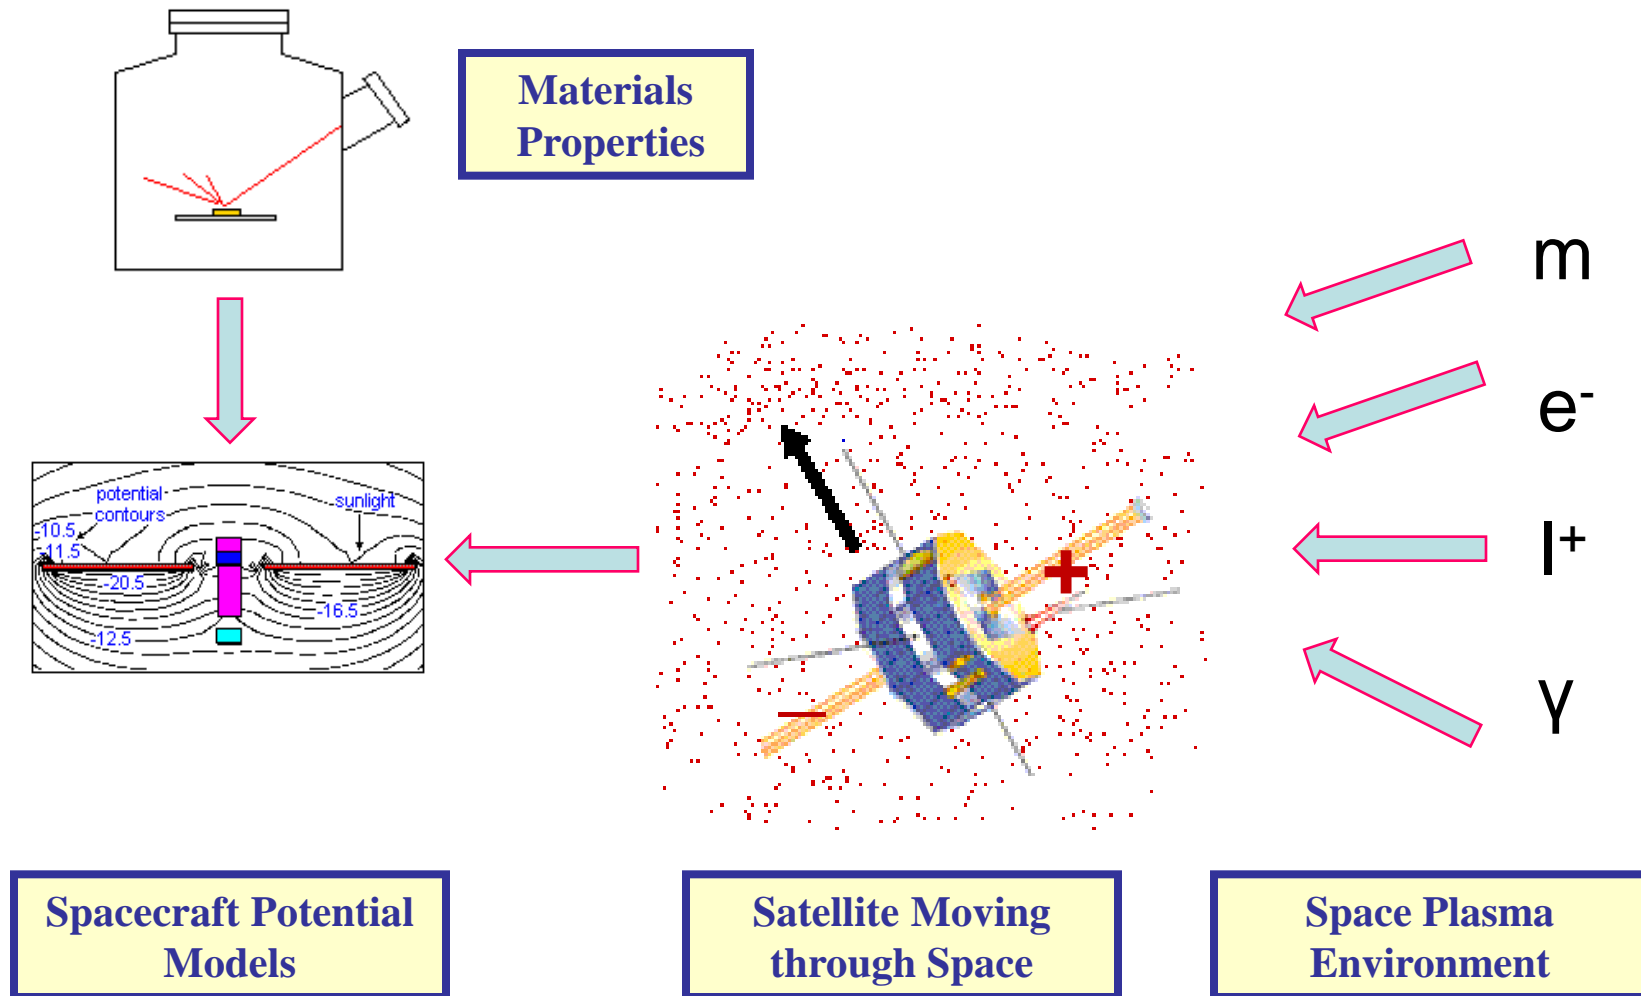 Materials
Properties
m
e-
I+
γ
potential
contours
sunlight
-10.5
-11.5
-20.5
-16.5
-12.5
+
−
Spacecraft Potential
Models
Satellite Moving
through Space
Space Plasma
Environment